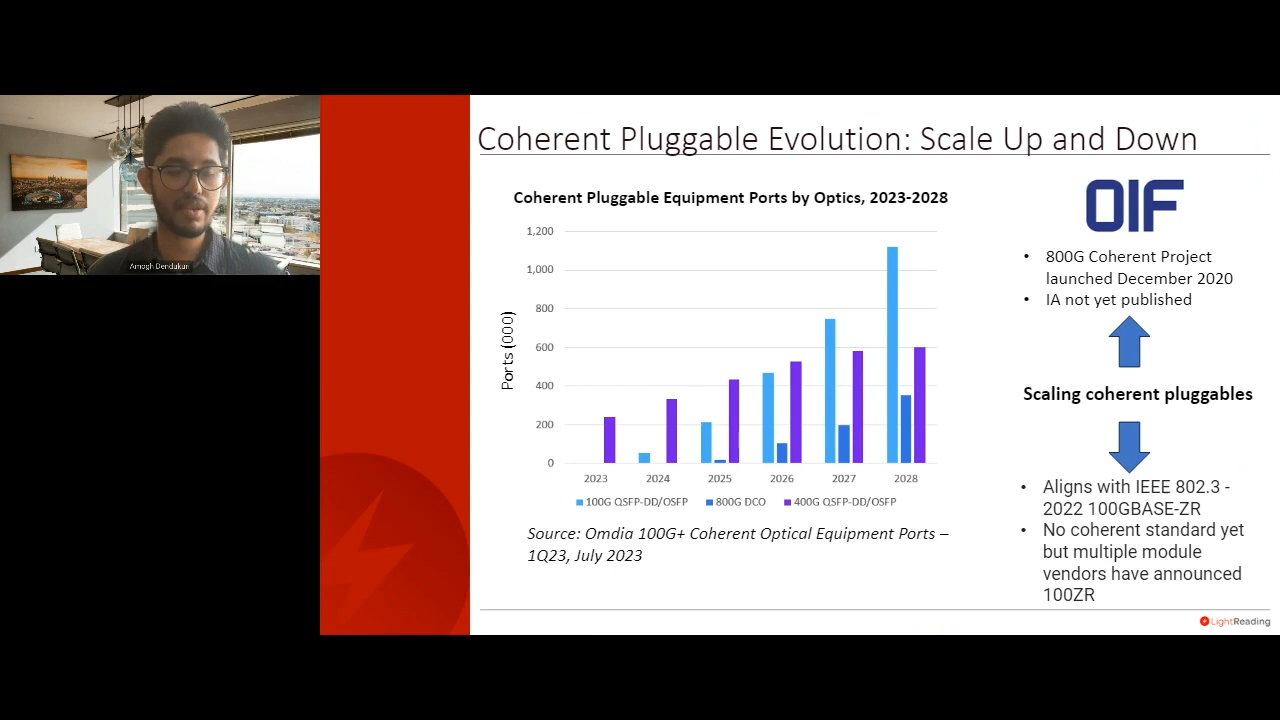 Amogh Dendukuri
Coherent Pluggable Evolution: Scale Up and Down
Coherent Pluggable Equipment Ports by Optics, 2023-2028
Ports (000)
1,200
1,000
800
600
400
200
0
2023 2024 2025 2026 2027 2028
100G QSFP-DD/OSFP 800G DCO 400G QSFP-DD/OSFP
Source: Omdia 100G+ Coherent Optical Equipment Ports –
1Q23, July 2023
OIF
• 800G Coherent Project
launched December 2020
• IA not yet published
Scaling coherent pluggables
• Aligns with IEEE 802.3 -
2022 100GBASE-ZR
• No coherent standard yet
but multiple module
vendors have announced
100ZR
LightReading